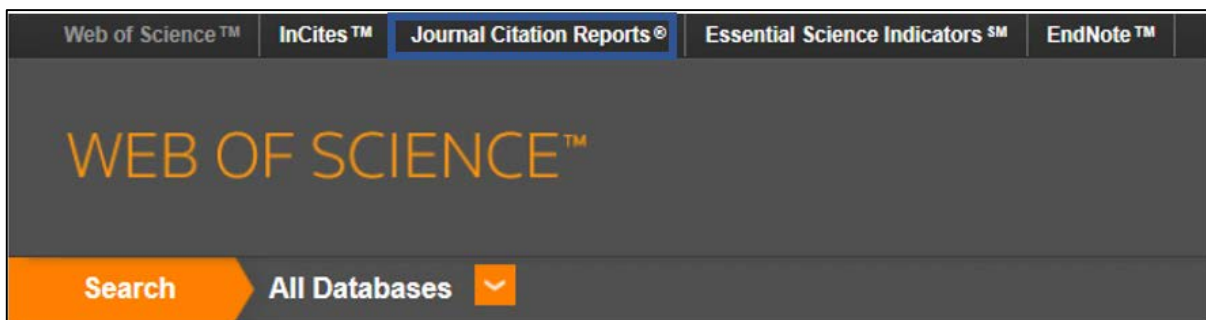 Web of Science™ InCites™ Journal Citation Reports® Essential Science Indicators℠ EndNote™
WEB OF SCIENCE™
Search All Databases